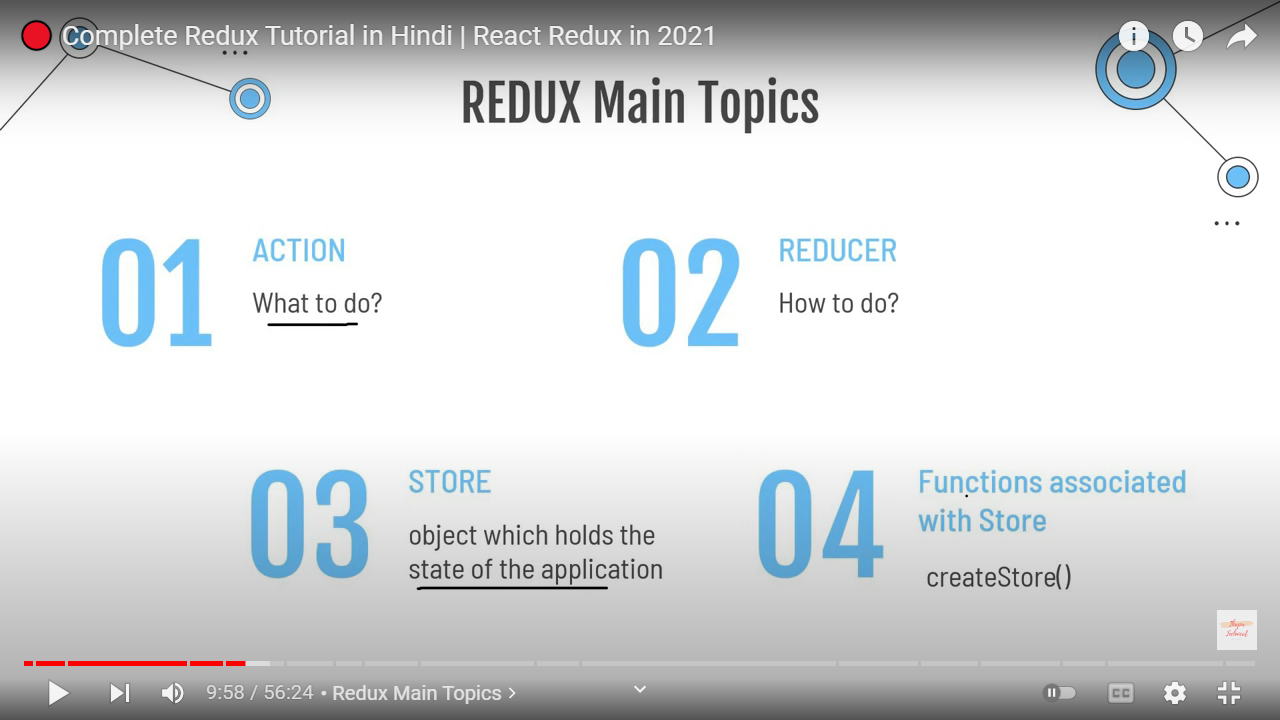 Complete Redux Tutorial in Hindi | React Redux in 2021
REDUX Main Topics
01
ACTION
What to do?
02
REDUCER
How to do?
03
STORE
object which holds the
state of the application
04
Functions associated
with Store
createStore()
9:58 / 56:24 • Redux Main Topics
CC